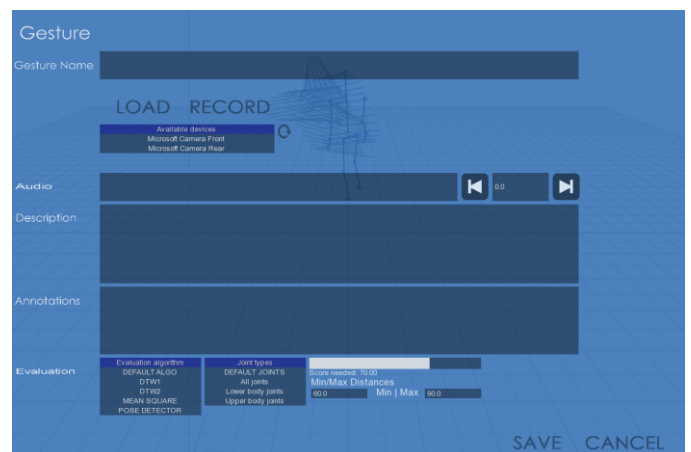 Gesture
Gesture Name
LOAD RECORD
Available devices
Microsoft Camera Front
Microsoft Camera Rear
Audio
0.0
Description
Annotations
Evaluation
Evaluation algorithm
DEFAULT ALGO
DTW1
DTW2
MEAN SQUARE
POSE DETECTOR
Joint types
DEFAULT JOINTS
All joints
Lower body joints
Upper body joints
Score needed: 70.00
Min/Max Distances
60.0 Min | Max 90.0
SAVE CANCEL